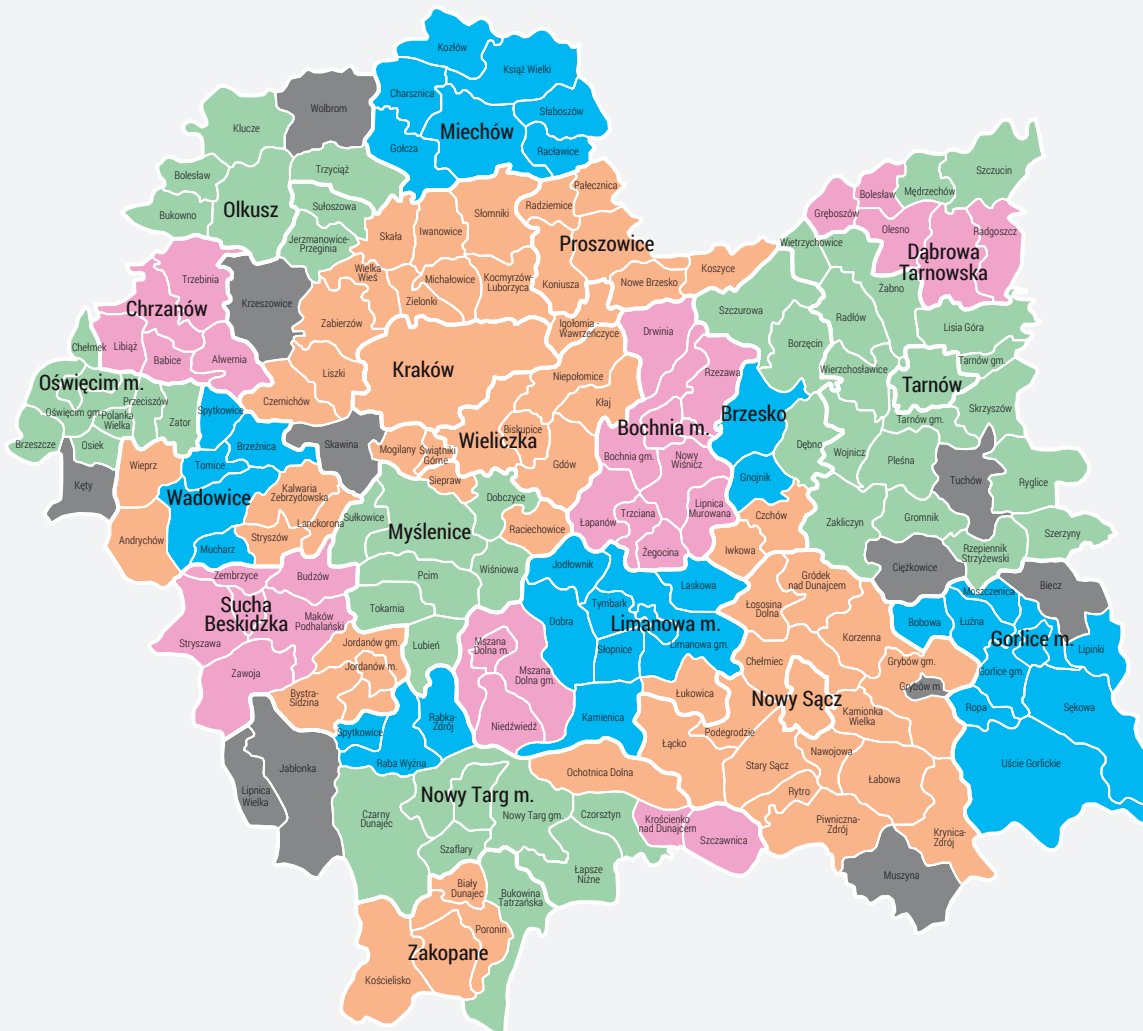 Kozłów
Książ Wielki
Charsznica
Słaboszów
Miechów
Gołcza
Racławice
Wolbrom
Klucze
Trzyciąż
Bolesław
Olkusz
Bukowno
Sułoszowa
Jerzmanowice-
Przeginia
Pałecznica
Radziemice
Słomniki
Iwanowice
Skała
Proszowice
Wielka
Wieś
Michałowice
Kocmyrzów-
Luborzyca
Koniusza
Nowe Brzesko
Koszyce
Zielonki
Zabierzów
Igołomia -
Wawrzeńczyce
Szczucin
Mędrzechów
Bolesław
Gręboszów
Olesno
Radgoszcz
Dąbrowa
Tarnowska
Wietrzychowice
Żabno
Szczurowa
Radłów
Lisia Góra
Borzęcin
Wierzchosławice
Tarnów gm.
Tarnów
Skrzyszów
Tarnów gm.
Trzebinia
Krzeszowice
Chrzanów
Libiąż
Babice
Alwernia
Chełmek
Oświęcim m.
Oświęcim gm.
Przeciszów
Polanka
Wielka
Zator
Brzeszcze
Osiek
Kęty
Liszki
Czernichów
Kraków
Niepołomice
Drwinia
Rzezawa
Kłaj
Biskupice
Wieliczka
Gdów
Bochnia m.
Bochnia gm.
Nowy
Wiśnicz
Brzesko
Gnojnik
Dębno
Wojnicz
Pleśna
Tuchów
Ryglice
Szerzyny
Zakliczyn
Gromnik
Rzepiennik
Strzyżewski
Ciężkowice
Biecz
Spytkowice
Brzeźnica
Skawina
Mogilany
Świątniki
Górne
Siepraw
Wieprz
Tomice
Wadowice
Kalwaria
Zebrzydowska
Lanckorona
Stryszów
Mucharz
Andrychów
Sułkowice
Myślenice
Dobczyce
Raciechowice
Wiśniowa
Pcim
Tokarnia
Lubień
Łapanów
Trzciana
Lipnica
Murowana
Żegocina
Czchów
Iwkowa
Zembrzyce
Budzów
Sucha
Beskidzka
Maków
Podhalański
Stryszawa
Zawoja
Jordanów gm.
Jordanów m.
Bystra-
Sidzina
Jodłownik
Laskowa
Tymbark
Dobra
Limanowa m.
Słopnice
Limanowa gm.
Kamienica
Mszana
Dolna m.
Mszana
Dolna gm.
Niedźwiedź
Gródek
nad Dunajcem
Łososina
Dolna
Korzenna
Chełmiec
Łukowica
Nowy Sącz
Grybów gm.
Grybów m.
Kamionka
Wielka
Podegrodzie
Łącko
Stary Sącz
Nawojowa
Łabowa
Rytro
Piwniczna-
Zdrój
Krynica-
Zdrój
Muszyna
Bobowa
Moszczenica
Łużna
Gorlice m.
Lipinki
Gorlice gm.
Ropa
Sękowa
Uście Gorlickie
Spytkowice
Rabka-
Zdrój
Raba Wyżna
Jabłonka
Lipnica
Wielka
Czarny
Dunajec
Nowy Targ m.
Nowy Targ gm.
Szaflary
Czorsztyn
Ochotnica Dolna
Krościenko
nad Dunajcem
Szczawnica
Łapsze
Niżne
Bukowina
Tatrzańska
Biały
Dunajec
Poronin
Zakopane
Kościelisko